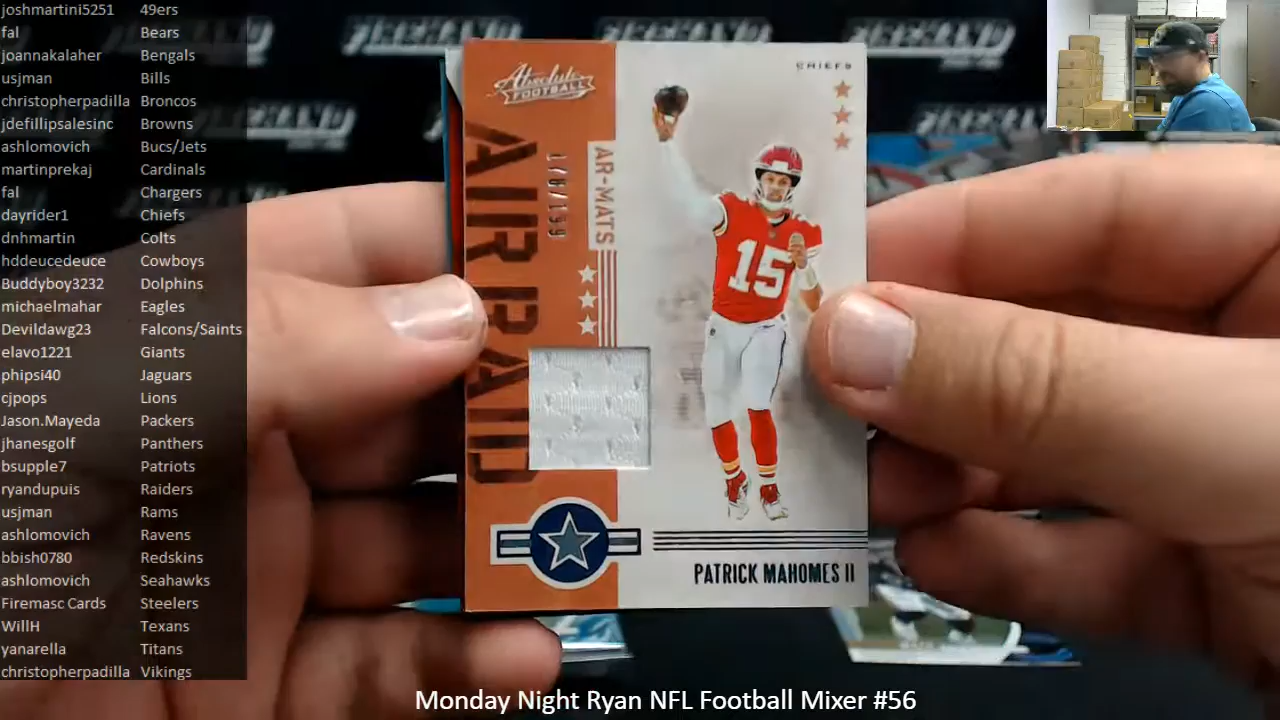 joshmartini5251 49ers
fal Bears
joannakalaher Bengals
usjman Bills
christopherpadilla Broncos
jdefillipsalesinc Browns
ashlomovich Bucs/Jets
martinprekaj Cardinals
fal Chargers
dayrider1 Chiefs
dnhmartin Colts
hddeucedeuce Cowboys
Buddyboy3232 Dolphins
michaelmahar Eagles
Devildawg23 Falcons/Saints
elavo1221 Giants
phipsi40 Jaguars
cjpops Lions
Jason.Mayeda Packers
jhanesgolf Panthers
bsupple7 Patriots
ryandupuis Raiders
usjman Rams
ashlomovich Ravens
bbish0780 Redskins
ashlomovich Seahawks
Firemasc Cards Steelers
WillH Texans
yanarella Titans
christopherpadilla Vikings
Absolute
FOOTBALL
CHIEFS
AIR RAID
AR-MATS
15
PATRICK MAHOMES II
Monday Night Ryan NFL Football Mixer #56